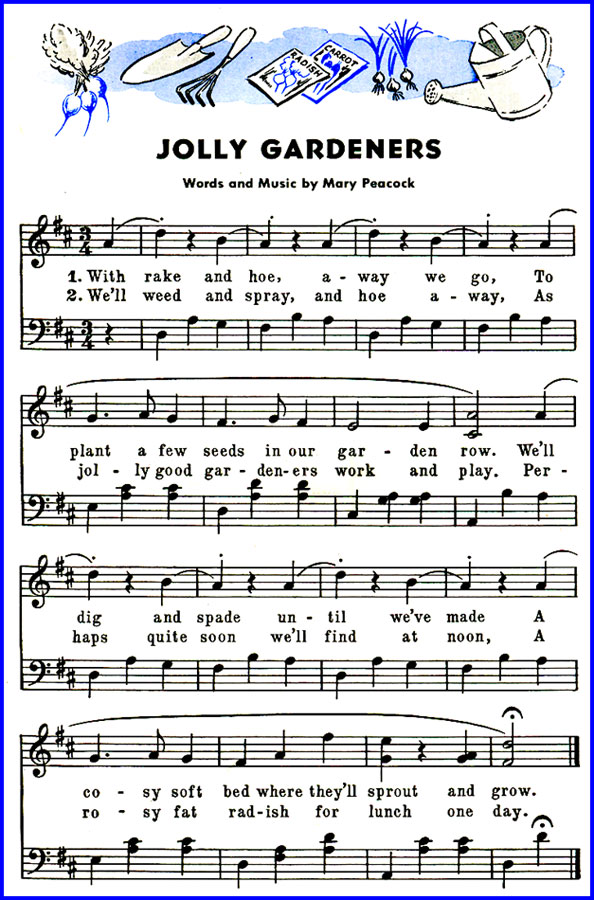 RADISH
CARROT
JOLLY GARDENERS
Words and Music by Mary Peacock
3/4
1. With rake and hoe, a - way we go, To
2. We'll weed and spray, and hoe a - way, As
3/4
plant a few seeds in our gar - den row. We'll
jol - ly good gar - den - ers work and play. Per -
dig and spade un - til we've made A
haps quite soon we'll find at noon, A
co - sy soft bed where they'll sprout and grow.
ro - sy fat rad - ish for lunch one day.